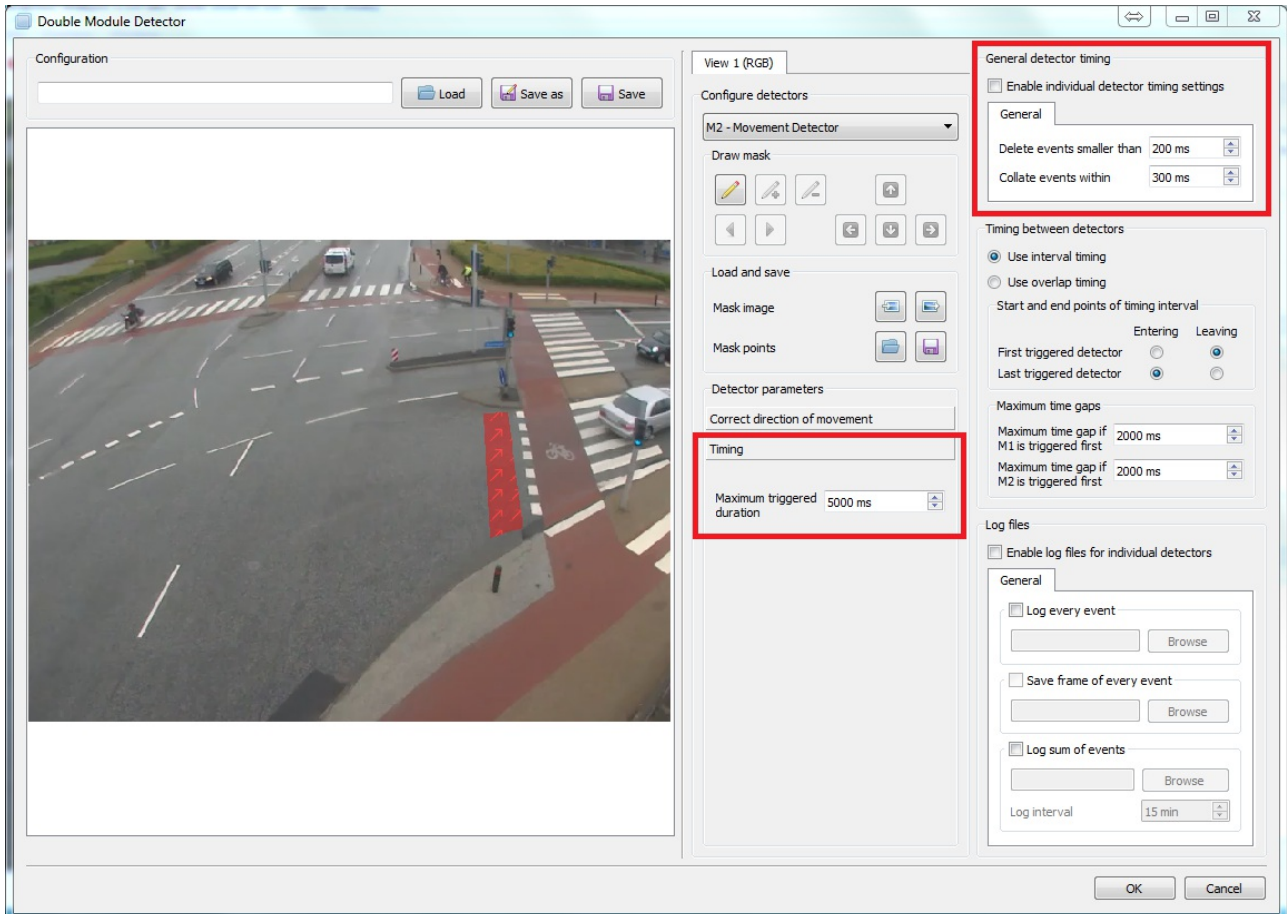 Double Module Detector
Configuration
Load
Save as
Save
View 1 (RGB)
Configure detectors
M2 - Movement Detector
Draw mask
Load and save
Mask image
Mask points
Detector parameters
Correct direction of movement
Timing
Maximum triggered
duration
5000 ms
General detector timing
Enable individual detector timing settings
General
Delete events smaller than 200 ms
Collate events within 300 ms
Timing between detectors
Use interval timing
Use overlap timing
Start and end points of timing interval
Entering Leaving
First triggered detector
Last triggered detector
Maximum time gaps
Maximum time gap if
M1 is triggered first
2000 ms
Maximum time gap if
M2 is triggered first
2000 ms
Log files
Enable log files for individual detectors
General
Log every event
Browse
Save frame of every event
Browse
Log sum of events
Browse
Log interval 15 min
OK Cancel